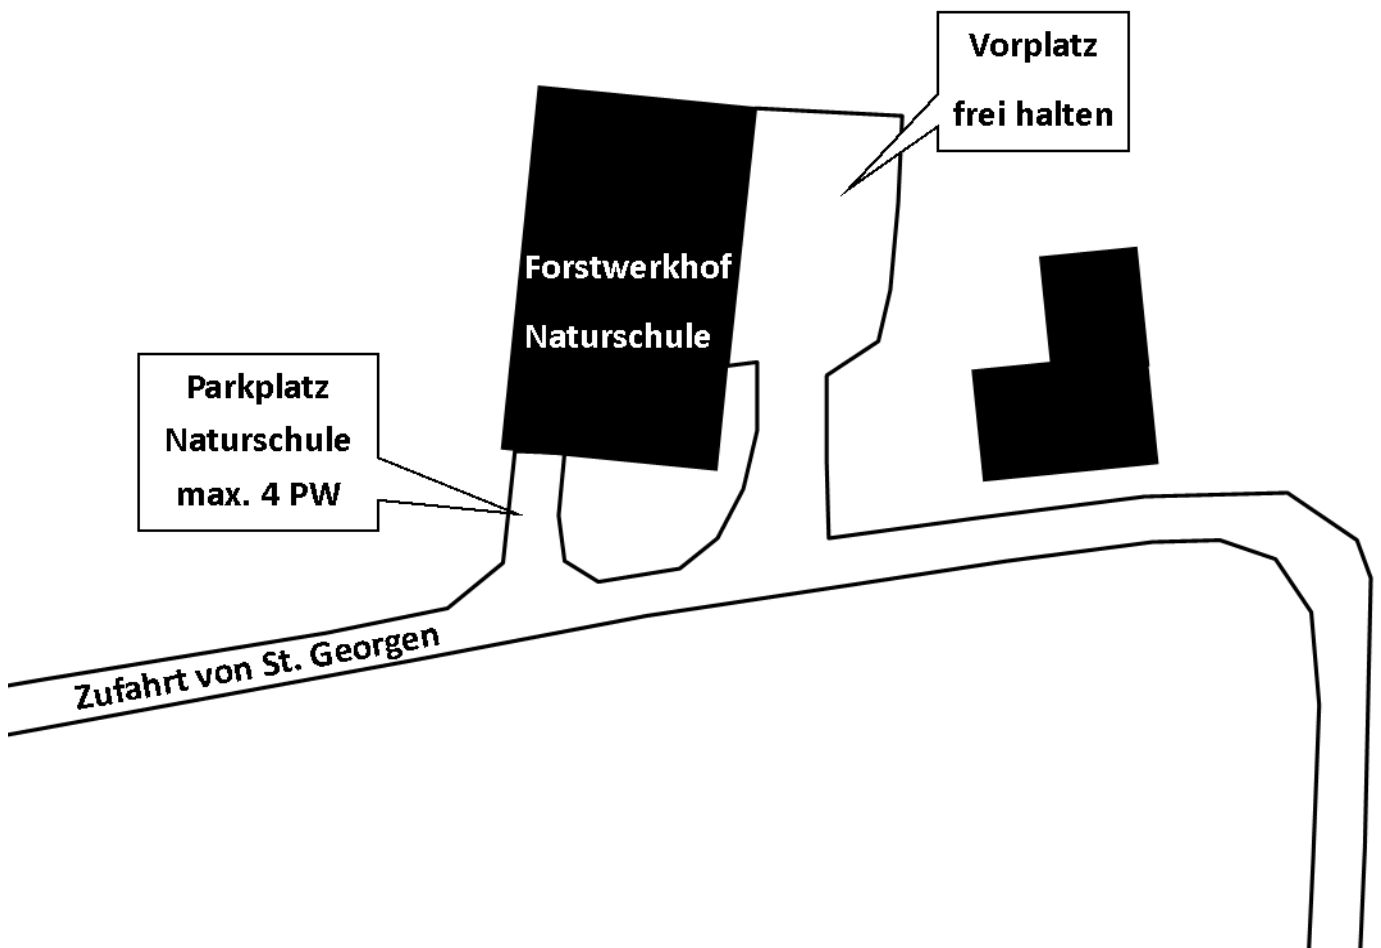 Vorplatz
frei halten
Forstwerkhof
Naturschule
Parkplatz
Naturschule
max. 4 PW
Zufahrt von St. Georgen